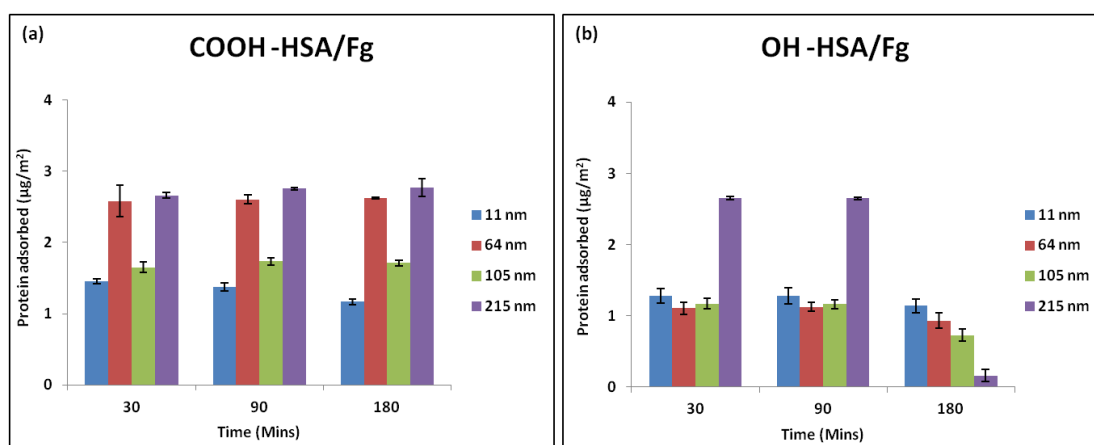 (a)
COOH -HSA/Fg
Protein adsorbed (µg/m²)
4
3
2
1
0
30 90 180
Time (Mins)
11 nm
64 nm
105 nm
215 nm
(b)
OH -HSA/Fg
Protein adsorbed (µg/m²)
4
3
2
1
0
30 90 180
Time (Mins)
11 nm
64 nm
105 nm
215 nm